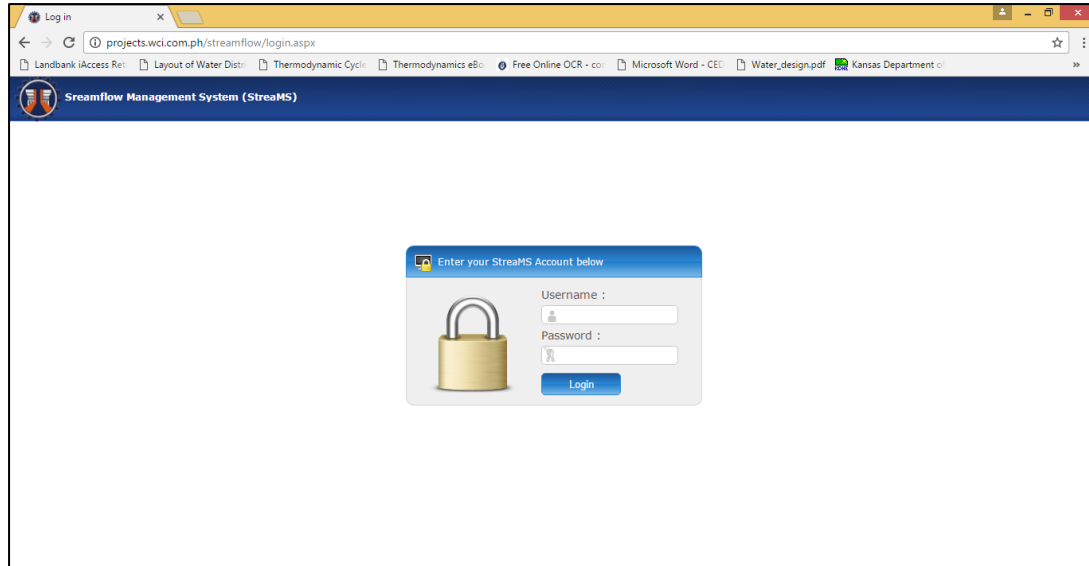 Log in
projects.wci.com.ph/streamflow/login.aspx
Landbank iAccess Ret Layout of Water Distri Thermodynamic Cycle Thermodynamics eBo Free Online OCR - con Microsoft Word - CED Water_design.pdf Kansas Department of
Sreamflow Management System (StreaMS)
Enter your StreaMS Account below
Username :
Password :
Login